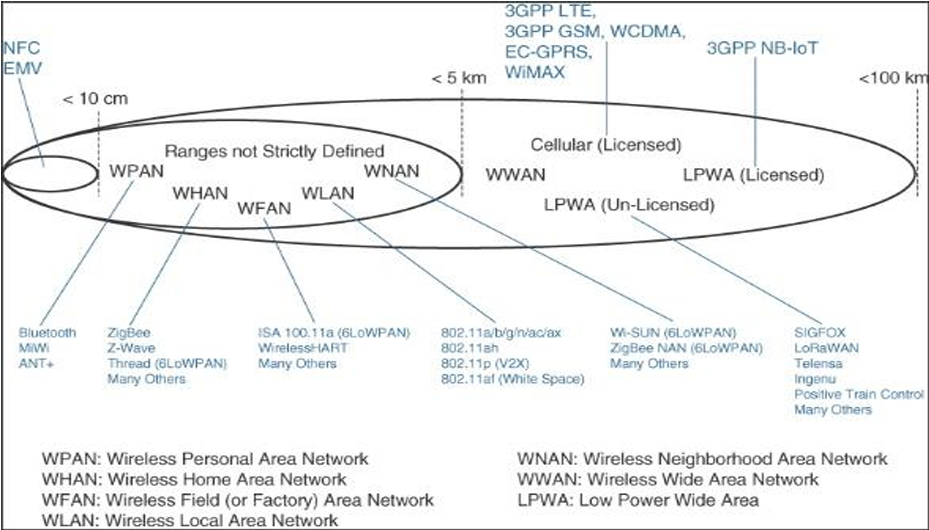 3GPP LTE,
3GPP GSM, WCDMA,
EC-GPRS,
WiMAX
NFC
EMV
3GPP NB-IoT
< 10 cm
< 5 km
<100 km
Ranges not Strictly Defined
WPAN
WHAN
WFAN
WLAN
WNAN
WWAN
Cellular (Licensed)
LPWA (Licensed)
LPWA (Un-Licensed)
Bluetooth
MiWi
ANT+
ZigBee
Z-Wave
Thread (6LoWPAN)
Many Others
ISA 100.11a (6LoWPAN)
WirelessHART
Many Others
802.11a/b/g/n/ac/ax
802.11ah
802.11p (V2X)
802.11af (White Space)
Wi-SUN (6LoWPAN)
ZigBee NAN (6LoWPAN)
Many Others
SIGFOX
LoRaWAN
Telensa
Ingenu
Positive Train Control
Many Others
WPAN: Wireless Personal Area Network
WHAN: Wireless Home Area Network
WFAN: Wireless Field (or Factory) Area Network
WLAN: Wireless Local Area Network
WNAN: Wireless Neighborhood Area Network
WWAN: Wireless Wide Area Network
LPWA: Low Power Wide Area